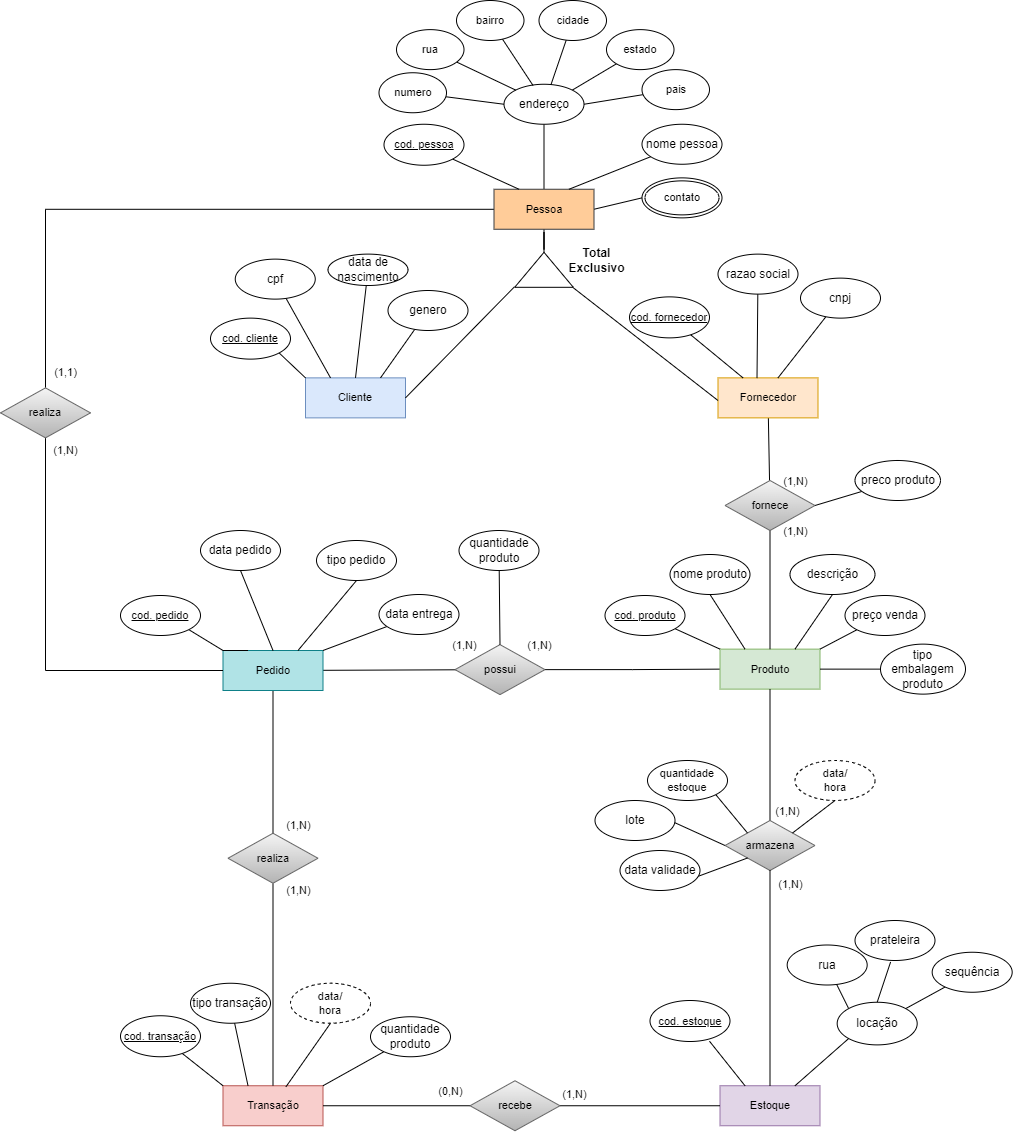 bairro
cidade
rua
estado
numero
endereço
pais
cod. pessoa
nome pessoa
contato
Pessoa
Total
Exclusivo
cpf
data de
nascimento
genero
cod. cliente
razao social
cnpj
cod. fornecedor
Cliente
Fornecedor
(1,1)
realiza
(1,N)
(1,N)
fornece
preco produto
(1,N)
data pedido
tipo pedido
quantidade
produto
nome produto
descrição
cod. pedido
data entrega
cod. produto
preço venda
(1,N)
(1,N)
Pedido
possui
Produto
tipo
embalagem
produto
quantidade
estoque
data/
hora
lote
(1,N)
(1,N)
realiza
armazena
data validade
(1,N)
(1,N)
prateleira
rua
sequência
locação
tipo transação
data/
hora
cod. transação
quantidade
produto
cod. estoque
(0,N)
(1,N)
Transação
recebe
Estoque